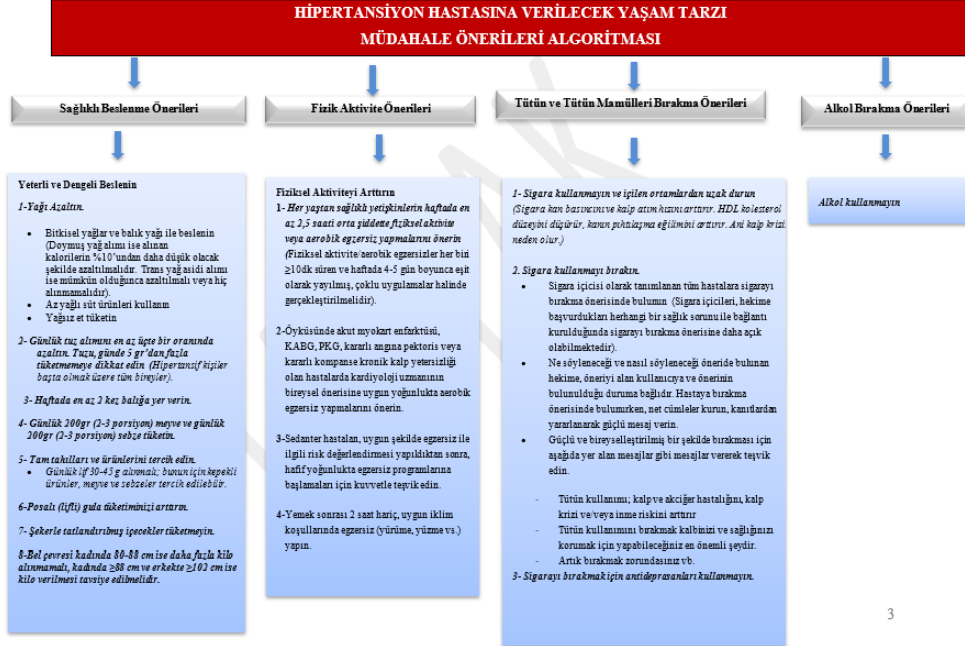 HİPERTANSİYON HASTASINA VERİLECEK YAŞAM TARZI
MÜDAHALE ÖNERİLERİ ALGORİTMASI
Sağlıklı Beslenme Önerileri
Yeterli ve Dengeli Beslenin
1-Yağı Azaltın.
• Bitkisel yağlar ve balık yağı ile beslenin
(Doymuş yağ alımı ise alınan
kalorilerin %10'undan daha düşük olacak
şekilde azaltılmalıdır. Trans yağ asidi alımı
ise mümkün olduğunca azaltılmalı veya hiç
alınmamalıdır).
• Az yağlı süt ürünleri kullanın
• Yağsız et tüketin
2- Günlük tuz alımını en az üçte bir oranında
azaltın. Tuzu, günde 5 gr'dan fazla
tüketmemeye dikkat edin (Hipertansif kişiler
başta olmak üzere tüm bireyler).
3- Haftada en az 2 kez balığa yer verin.
4- Günlük 200gr (2-3 porsiyon) meyve ve günlük
200gr (2-3 porsiyon) sebze tüketin.
5- Tam tahılları ve ürünlerini tercih edin.
• Günlük lif 30-45 g alınmalı; bunun için kepekli
ürünler, meyve ve sebzeler tercih edilebilir.
6-Posalı (lifli) gıda tüketiminizi arttırın.
7- Şekerle tatlandırılmış içecekler tüketmeyin.
8-Bel çevresi kadında 80-88 cm ise daha fazla kilo
alınmamalı, kadında ≥88 cm ve erkekte ≥102 cm ise
kilo verilmesi tavsiye edilmelidir.
Fizik Aktivite Önerileri
Fiziksel Aktiviteyi Arttırın
1- Her yaştan sağlıklı yetişkinlerin haftada en
az 2,5 saati orta şiddette fiziksel aktivite
veya aerobik egzersiz yapmalarını önerin
(Fiziksel aktivite/aerobik egzersizler her biri
≥10dk süren ve haftada 4-5 gün boyunca eşit
olarak yayılmış, çoklu uygulamalar halinde
gerçekleştirilmelidir).
2-Öyküsünde akut myokart enfarktüsü,
KABG, PKG, kararlı angina pektoris veya
kararlı kompanse kronik kalp yetersizliği
olan hastalarda kardiyoloji uzmanının
bireysel önerisine uygun yoğunlukta aerobik
egzersiz yapmalarını önerin.
3-Sedanter hastaları, uygun şekilde egzersiz ile
ilgili risk değerlendirmesi yapıldıktan sonra,
hafif yoğunlukta egzersiz programlarına
başlamaları için kuvvetle teşvik edin.
4-Yemek sonrası 2 saat hariç, uygun iklim
koşullarında egzersiz (yürüme, yüzme vs.)
yapın.
Tütün ve Tütün Mamülleri Bırakma Önerileri
1- Sigara kullanmayın ve içilen ortamlardan uzak durun
(Sigara kan basıncını ve kalp atım hızını arttırır. HDL kolesterol
düzeyini düşürür, kanın pıhtılaşma eğilimini arttırır. Ani kalp krizi
neden olur.)
2. Sigara kullanmayı bırakın.
• Sigara içicisi olarak tanımlanan tüm hastalara sigarayı
bırakma önerisinde bulunun (Sigara içicileri, hekime
başvurdukları herhangi bir sağlık sorunu ile bağlantı
kurulduğunda sigarayı bırakma önerisine daha açık
olabilmektedir).
• Ne söyleneceği ve nasıl söyleneceği öneride bulunan
hekime, öneriyi alan kullanıcıya ve önerinin
bulunulduğu duruma bağlıdır. Hastaya bırakma
önerisinde bulunurken, net cümleler kurun, kanıtlardan
yararlanarak güçlü mesaj verin.
• Güçlü ve bireyselleştirilmiş bir şekilde bırakması için
aşağıda yer alan mesajlar gibi mesajlar vererek teşvik
edin.
- Tütün kullanımı; kalp ve akciğer hastalığını, kalp
krizi ve/veya inme riskini arttırır
- Tütün kullanımını bırakmak kalbinizi ve sağlığınızı
korumak için yapabileceğiniz en önemli şeydir.
- Artık bırakmak zorundasınız vb.
3- Sigarayı bırakmak için antideprasanları kullanmayın.
Alkol Bırakma Önerileri
Alkol kullanmayın
3